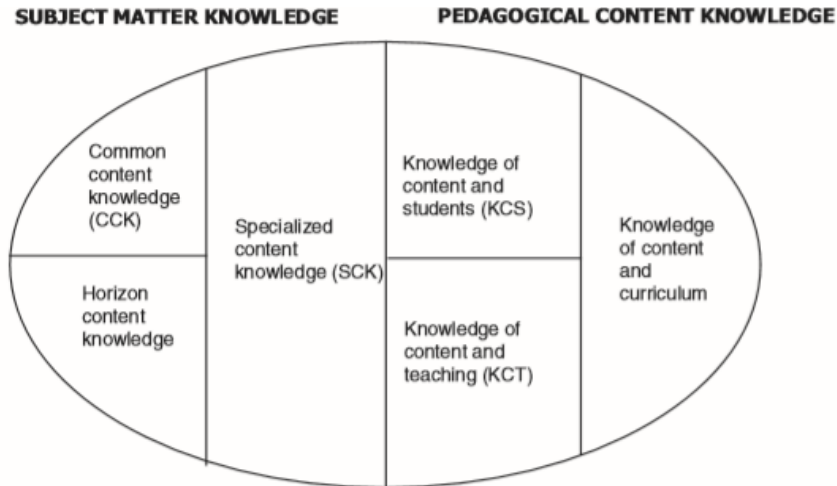 SUBJECT MATTER KNOWLEDGE
PEDAGOGICAL CONTENT KNOWLEDGE
Common
content
knowledge
(CCK)
Horizon
content
knowledge
Specialized
content
knowledge (SCK)
Knowledge of
content and
students (KCS)
Knowledge of
content and
teaching (KCT)
Knowledge
of content
and
curriculum